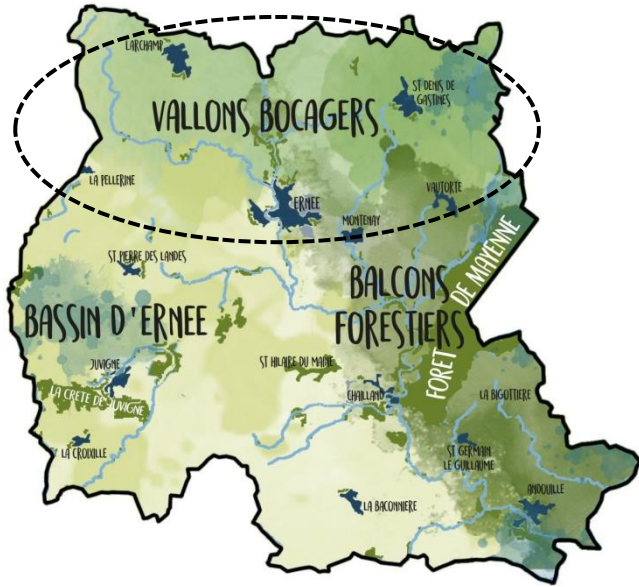 LARCHAMP
ST DENIS DE
GASTINES
VALLONS BOCAGERS
LA PELLERINE
VAUTORTE
ERNEE
MONTENAY
ST PIERRE DES LANDES
BALCONS
FORESTIERS
FORET
DE MAYENNE
BASSIN D'ERNEE
ST HILAIRE DU MAINE
JUVIGNE
LA CRETE DE JUVIGNE
CHAILLAND
LA BIGOTTIERE
LA CROIXILLE
ST GERMAIN
LE GUILLAUME
ANDOUILLE
LA BACONNIERE